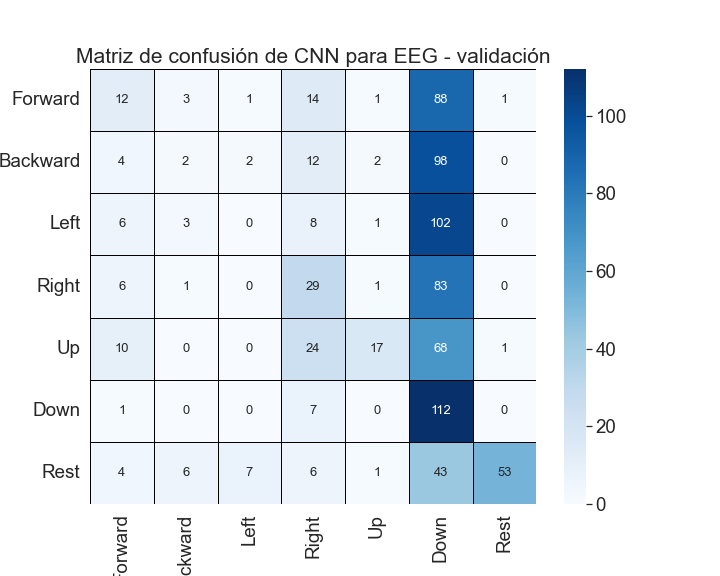 Matriz de confusión de CNN para EEG - validación
Forward 12 3 1 14 1 88 1
Backward 4 2 2 12 2 98 0
Left 6 3 0 8 1 102 0
Right 6 1 0 29 1 83 0
Up 10 0 0 24 17 68 1
Down 1 0 0 7 0 112 0
Rest 4 6 7 6 1 43 53
Forward ckward Left Right Up Down Rest
100
80
60
40
20
0